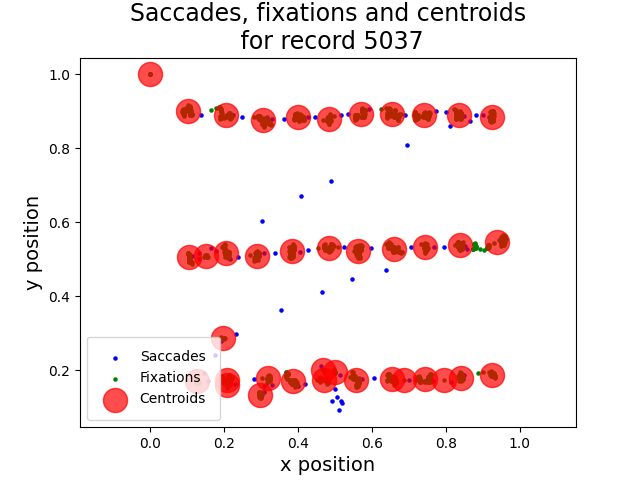 Saccades, fixations and centroids
for record 5037
1.0
0.8
0.6
0.4
0.2
y position
Saccades
Fixations
Centroids
0.0
0.2
0.4
0.6
0.8
1.0
x position